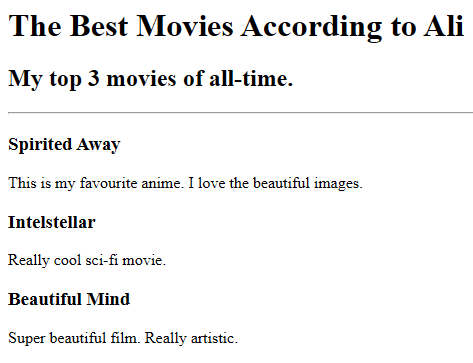 The Best Movies According to Ali
My top 3 movies of all-time.
Spirited Away
This is my favourite anime. I love the beautiful images.
Intelstellar
Really cool sci-fi movie.
Beautiful Mind
Super beautiful film. Really artistic.